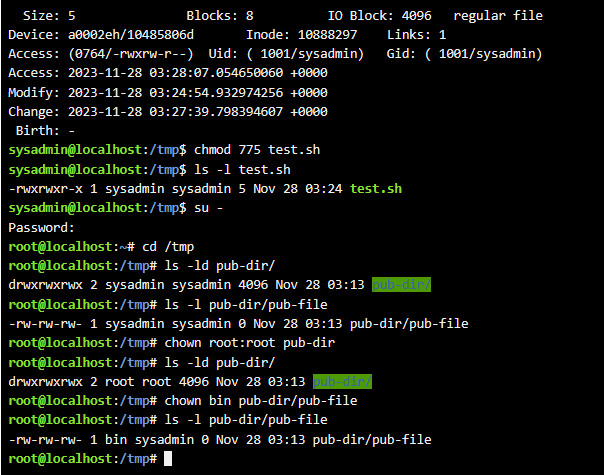 Size: 5 Blocks: 8 IO Block: 4096 regular file
Device: a0002eh/10485806d Inode: 10888297 Links: 1
Access: (0764/-rwxrw-r--) Uid: ( 1001/sysadmin) Gid: ( 1001/sysadmin)
Access: 2023-11-28 03:28:07.054650060 +0000
Modify: 2023-11-28 03:24:54.932974256 +0000
Change: 2023-11-28 03:27:39.798394607 +0000
Birth: -
sysadmin@localhost:/tmp$ chmod 775 test.sh
sysadmin@localhost:/tmp$ ls -l test.sh
-rwxrwxr-x 1 sysadmin sysadmin 5 Nov 28 03:24 test.sh
sysadmin@localhost:/tmp$ su -
Password:
root@localhost:~# cd /tmp
root@localhost:/tmp# ls -ld pub-dir/
drwxrwxrwx 2 sysadmin sysadmin 4096 Nov 28 03:13 pub-dir/
root@localhost:/tmp# ls -l pub-dir/pub-file
-rw-rw-rw- 1 sysadmin sysadmin 0 Nov 28 03:13 pub-dir/pub-file
root@localhost:/tmp# chown root:root pub-dir
root@localhost:/tmp# ls -ld pub-dir/
drwxrwxrwx 2 root root 4096 Nov 28 03:13 pub-dir/
root@localhost:/tmp# chown bin pub-dir/pub-file
root@localhost:/tmp# ls -l pub-dir/pub-file
-rw-rw-rw- 1 bin sysadmin 0 Nov 28 03:13 pub-dir/pub-file
root@localhost:/tmp#